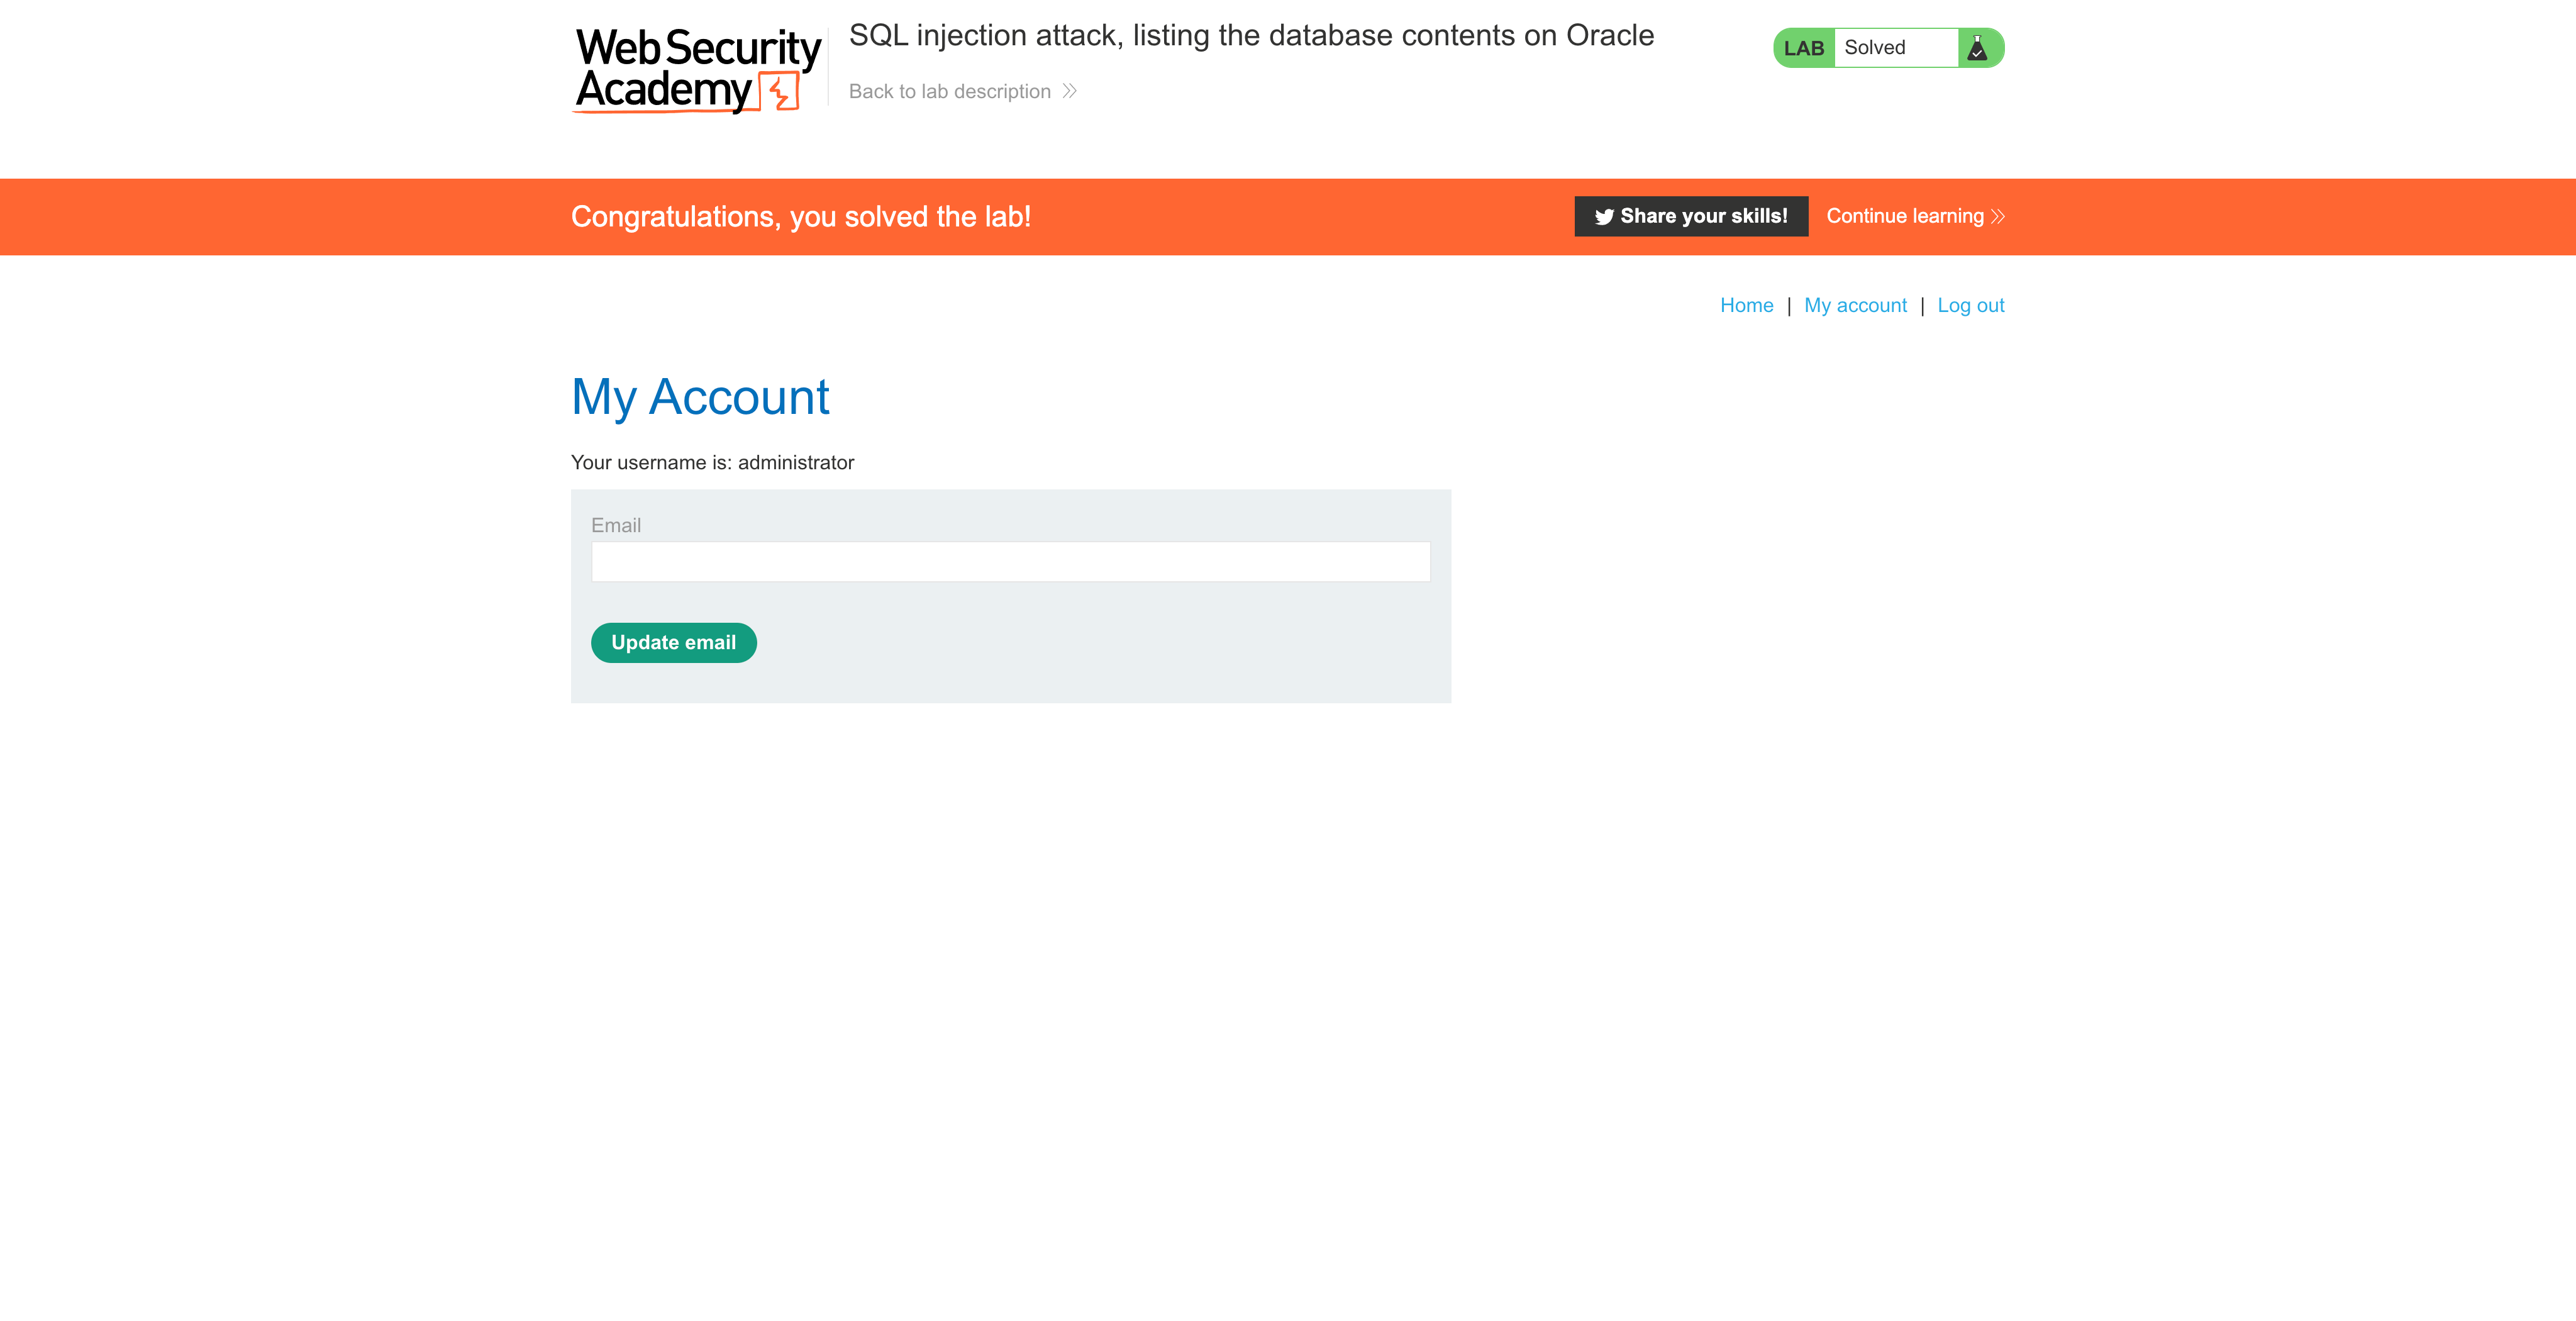 Web Security
Academy
SQL injection attack, listing the database contents on Oracle
Back to lab description
LAB Solved
Congratulations, you solved the lab!
Share your skills!
Continue learning
Home | My account | Log out
My Account
Your username is: administrator
Email
Update email